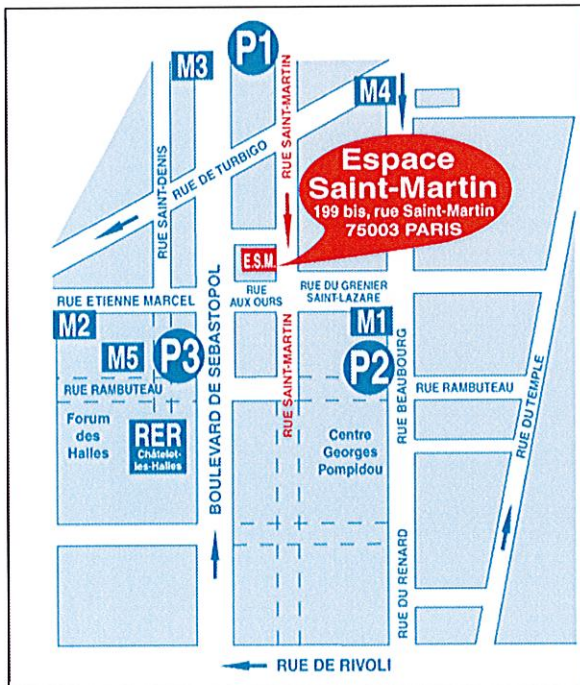 P1
M3
M4
RUE SAINT-MARTIN
RUE SAINT-DENIS
RUE DE TURBIGO
Espace
Saint-Martin
199 bis, rue Saint-Martin
75003 PARIS
E.S.M.
RUE ETIENNE MARCEL
RUE
AUX OURS
RUE DU GRENIER
SAINT-LAZARE
M2
M5
P3
M1
P2
BOULEVARD DE SEBASTOPOL
RUE SAINT-MARTIN
RUE BEAUBOURG
RUE RAMBUTEAU
RUE RAMBUTEAU
RUE DU TEMPLE
Forum
des
Halles
RER
Châtelet-
les-Halles
Centre
Georges
Pompidou
RUE DU RENARD
RUE DE RIVOLI